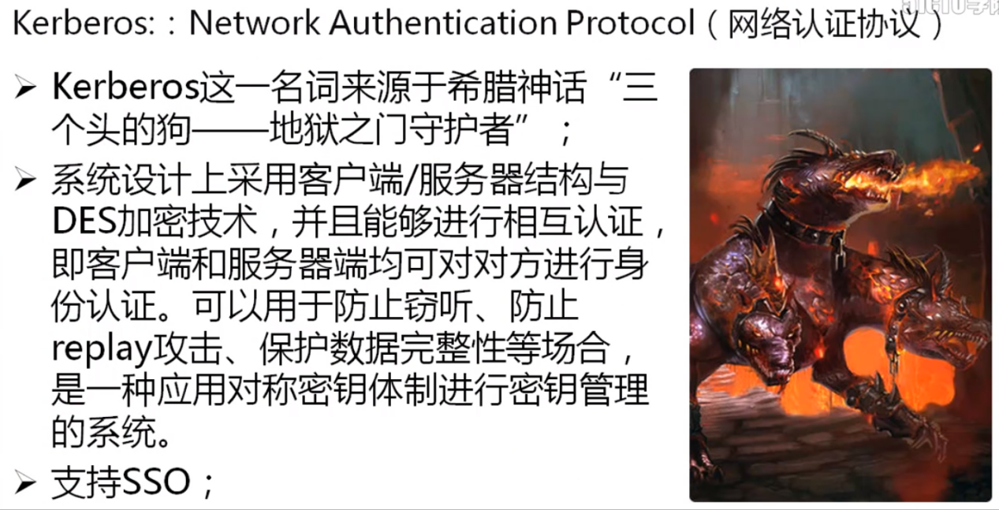 Kerberos:：Network Authentication Protocol（网络认证协议）
➢ Kerberos这一名词来源于希腊神话“三
个头的狗——地狱之门守护者”；
➢ 系统设计上采用客户端/服务器结构与
DES加密技术，并且能够进行相互认证，
即客户端和服务器端均可对对方进行身
份认证。可以用于防止窃听、防止
replay攻击、保护数据完整性等场合，
是一种应用对称密钥体制进行密钥管理
的系统。
➢ 支持SSO；